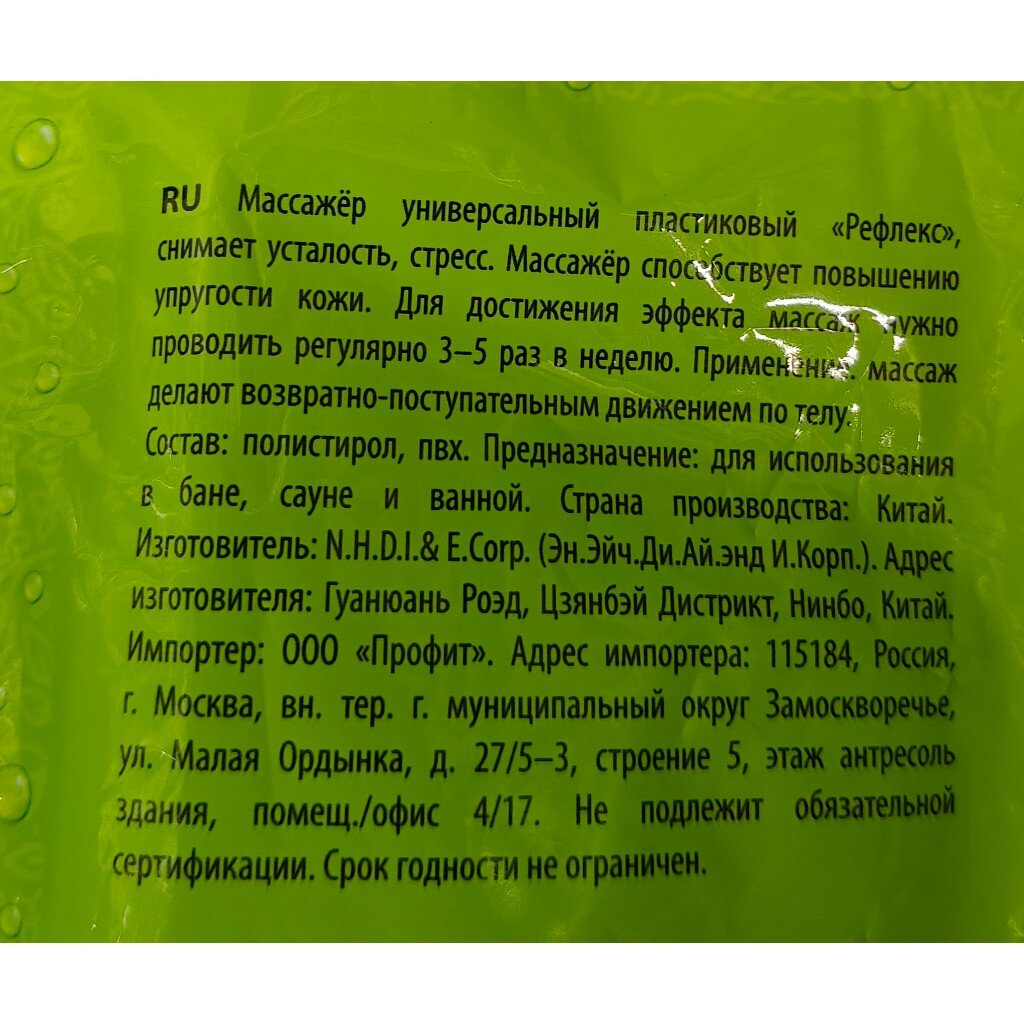 RU Массажёр универсальный пластиковый «Рефлекс»,
снимает усталость, стресс. Массажёр способствует повышению
упругости кожи. Для достижения эффекта массаж нужно
проводить регулярно 3–5 раз в неделю. Применение: массаж
делают возвратно-поступательным движением по телу.
Состав: полистирол, пвх. Предназначение: для использования
в бане, сауне и ванной. Страна производства: Китай.
Изготовитель: N.H.D.I.& E.Corp. (Эн.Эйч.Ди.Ай.энд И.Корп.). Адрес
изготовителя: Гуанюань Роэд, Цзянбэй Дистрикт, Нинбо, Китай.
Импортер: ООО «Профит». Адрес импортера: 115184, Россия,
г. Москва, вн. тер. г. муниципальный округ Замоскворечье,
ул. Малая Ордынка, д. 27/5–3, строение 5, этаж антресоль
здания, помещ./офис 4/17. Не подлежит обязательной
сертификации. Срок годности не ограничен.